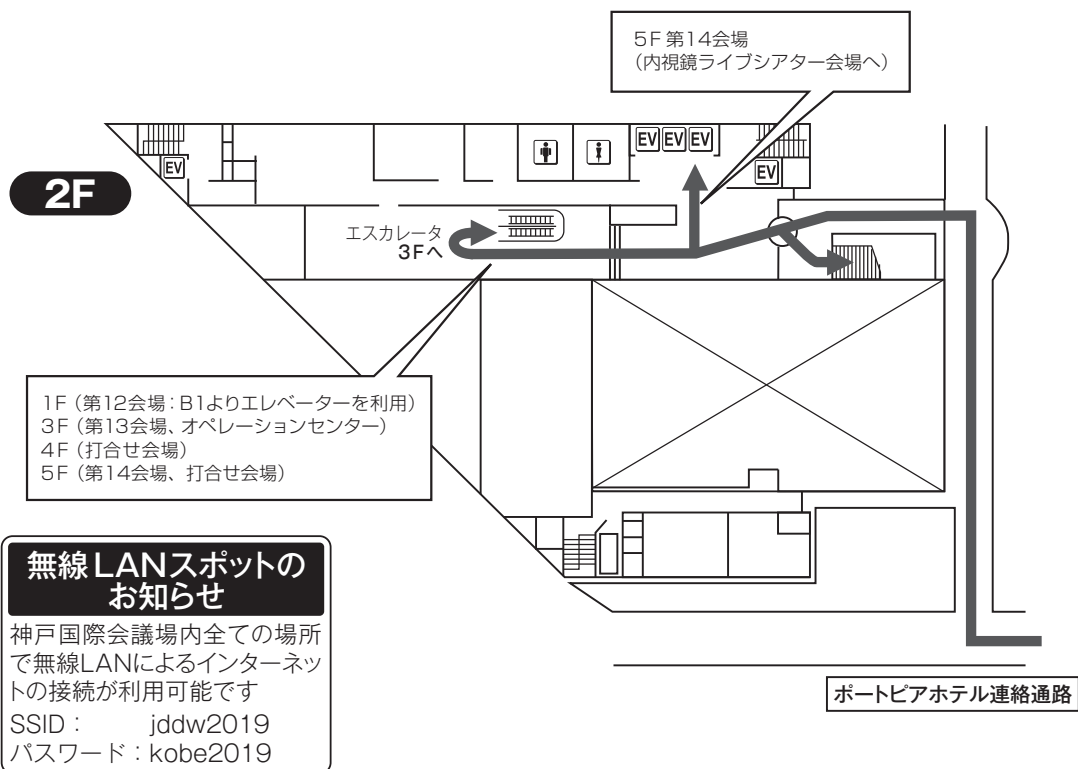 5F 第14会場
(内視鏡ライブシアター会場へ)
EV EV EV
EV
EV
2F
エスカレータ
3Fへ
1F(第12会場:B1よりエレベーターを利用)
3F(第13会場、オペレーションセンター)
4F(打合せ会場)
5F(第14会場、打合せ会場)
無線LANスポットの
お知らせ
神戸国際会議場内全ての場所
で無線LANによるインターネッ
トの接続が利用可能です
SSID: jddw2019
パスワード:kobe2019
ポートピアホテル連絡通路